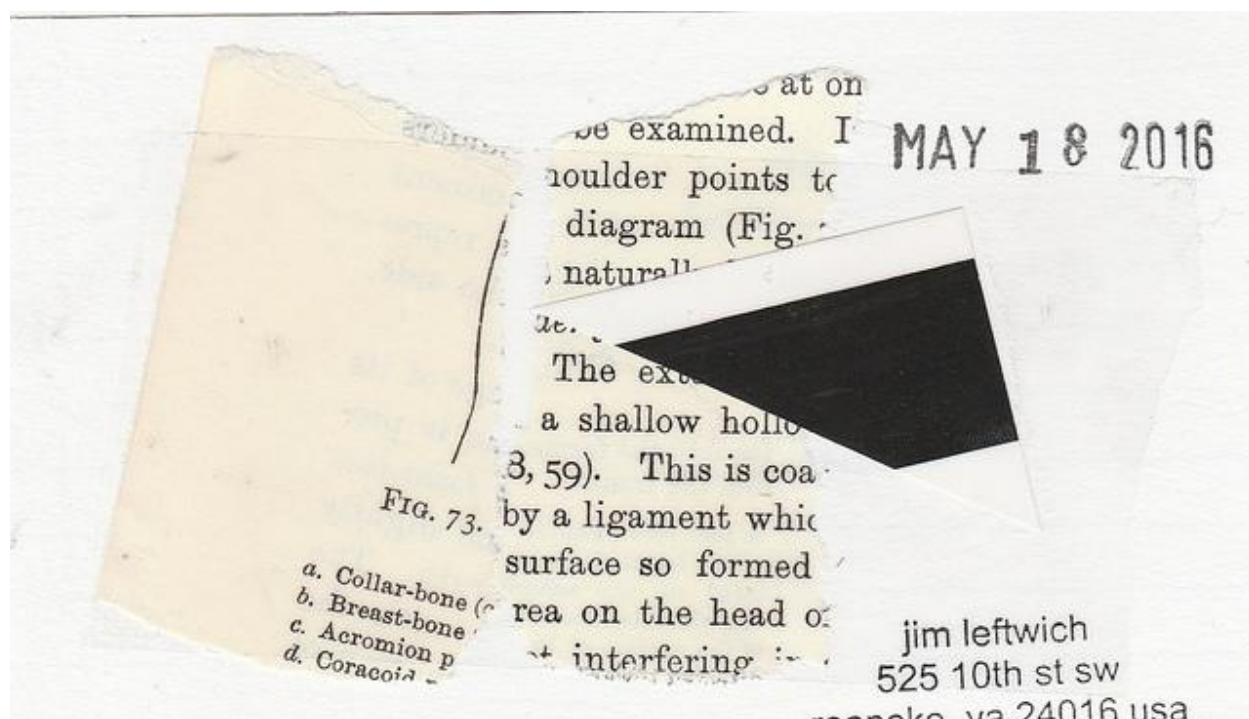 at on
be examined. I
houlder points to
diagram (Fig.
naturall
The ext
a shallow hollo
8, 59). This is coa
by a ligament whic
surface so formed
rea on the head of
interfering
MAY 18 2016
FIG. 73.
a. Collar-bone
b. Breast-bone
c. Acromion p
d. Coracoid
jim leftwich
525 10th st sw
roanoke, va 24016 usa